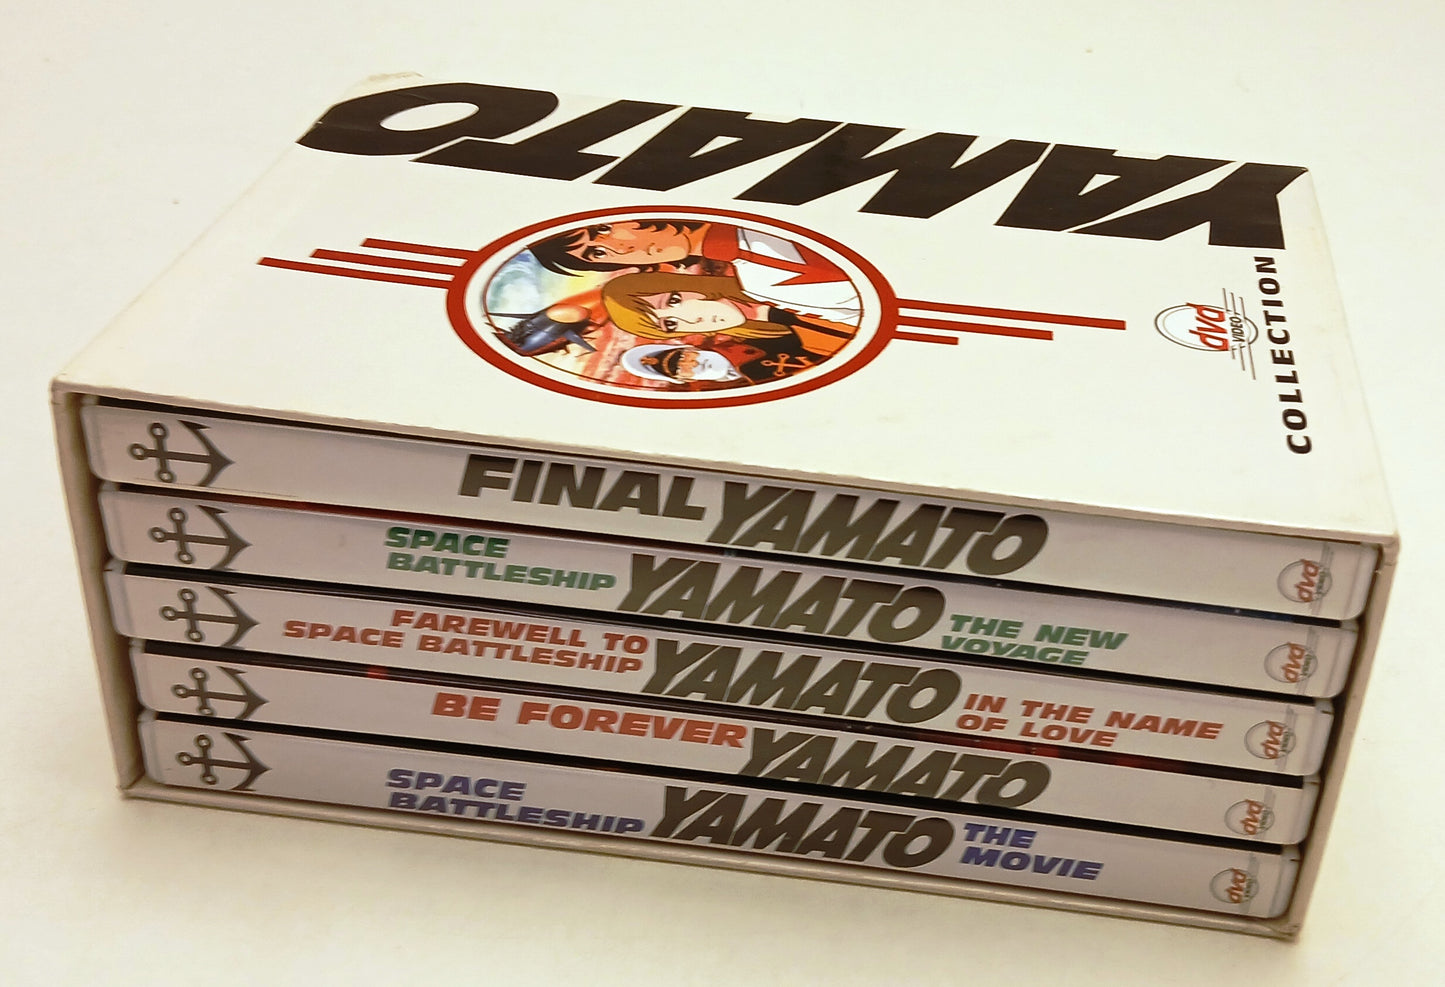 YAMATO
dvd
VIDEO
COLLECTION
FINAL YAMATO
dvd
SPACE
BATTLESHIP YAMATO THE NEW
VOYAGE
dvd
FAREWELL TO
SPACE BATTLESHIP YAMATO IN THE NAME
OF LOVE
dvd
BE FOREVER YAMATO
dvd
SPACE
BATTLESHIP YAMATO THE
MOVIE
dvd